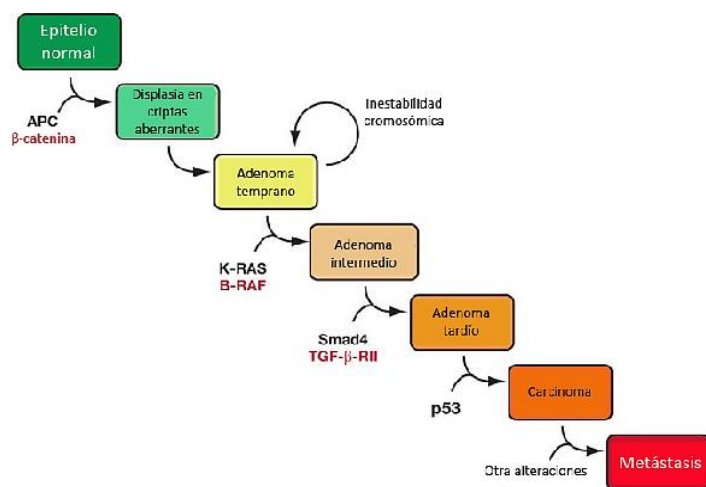 Epitelio
normal
APC
β-catenina
Displasia en
criptas
aberrantes
Inestabilidad
cromosómica
Adenoma
temprano
K-RAS
B-RAF
Adenoma
intermedio
Smad4
TGF-β-RII
Adenoma
tardío
p53
Carcinoma
Otra alteraciones
Metástasis